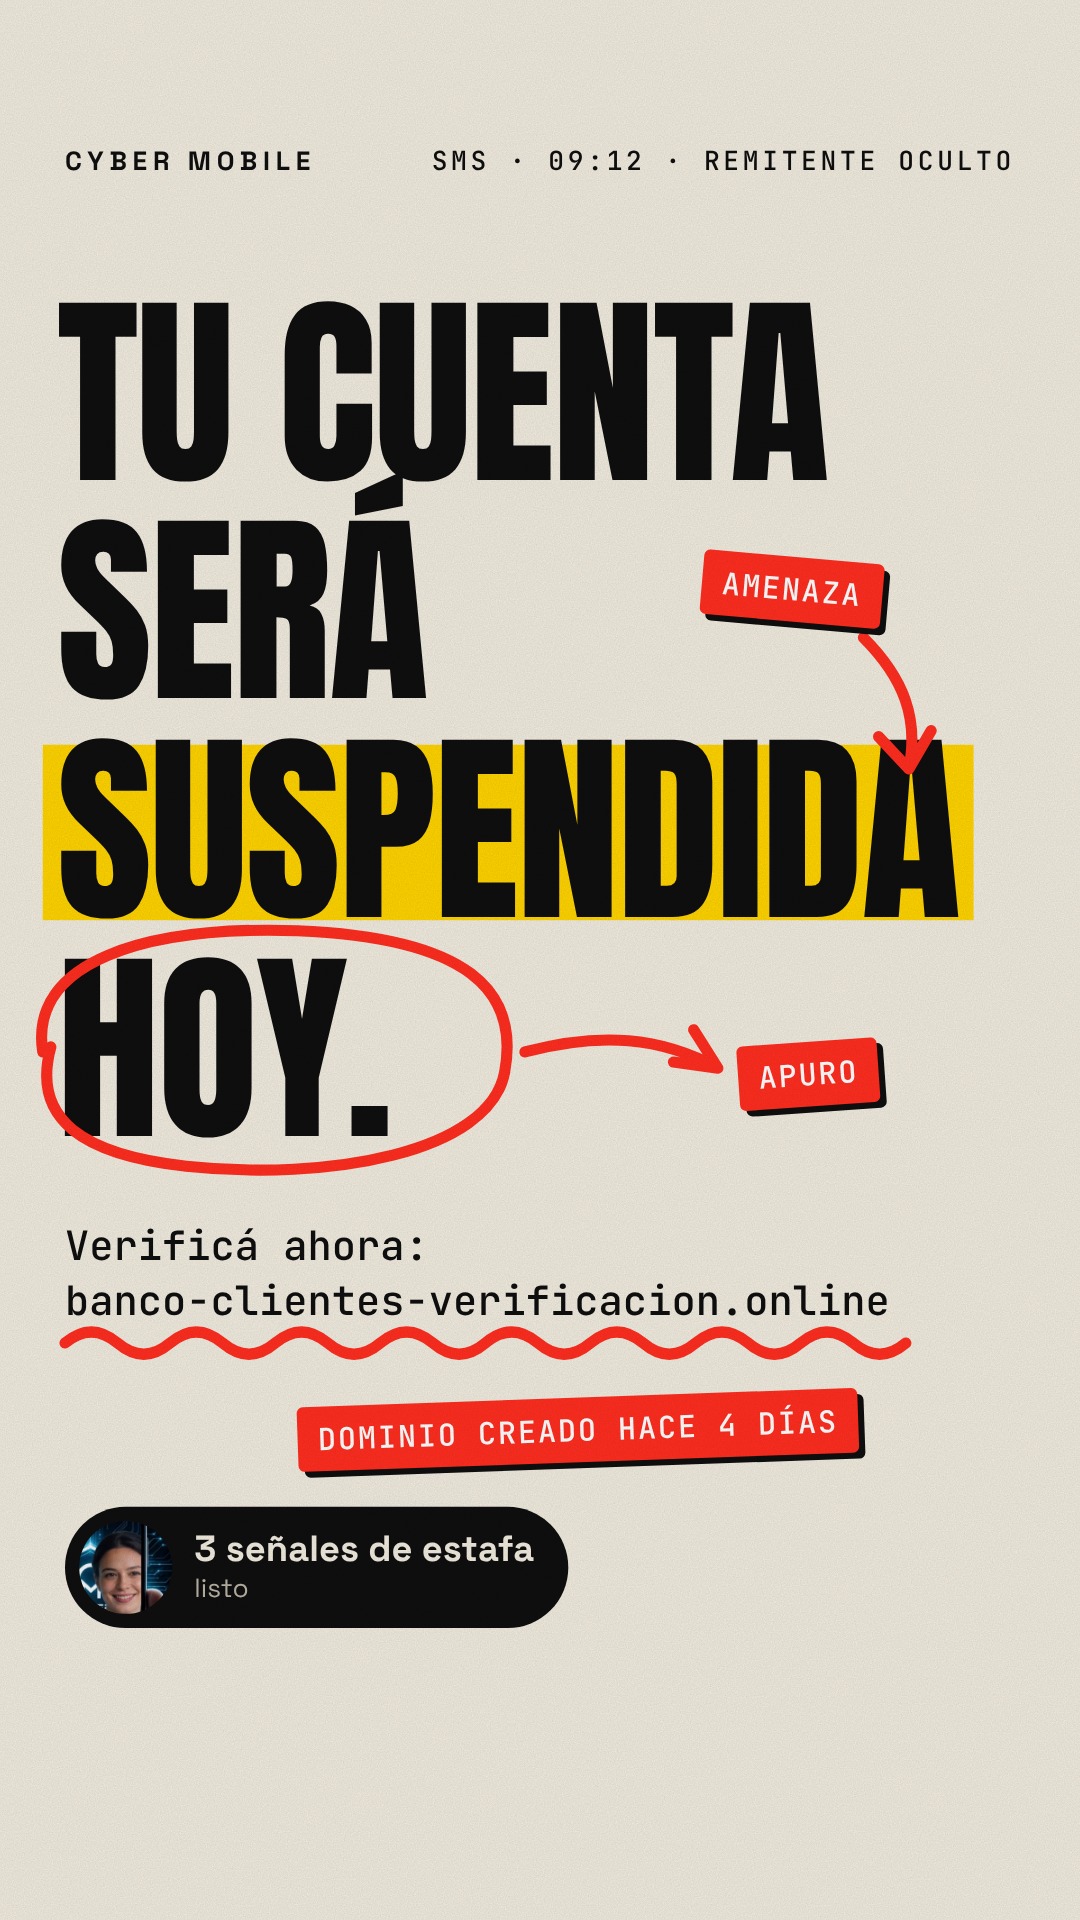 CYBER MOBILE
SMS · 09:12 · REMITENTE OCULTO
TU CUENTA
SERÁ
AMENAZA
SUSPENDIDA
HOY.
APURO
Verificá ahora:
banco-clientes-verificacion.online
DOMINIO CREADO HACE 4 DÍAS
3 señales de estafa
listo